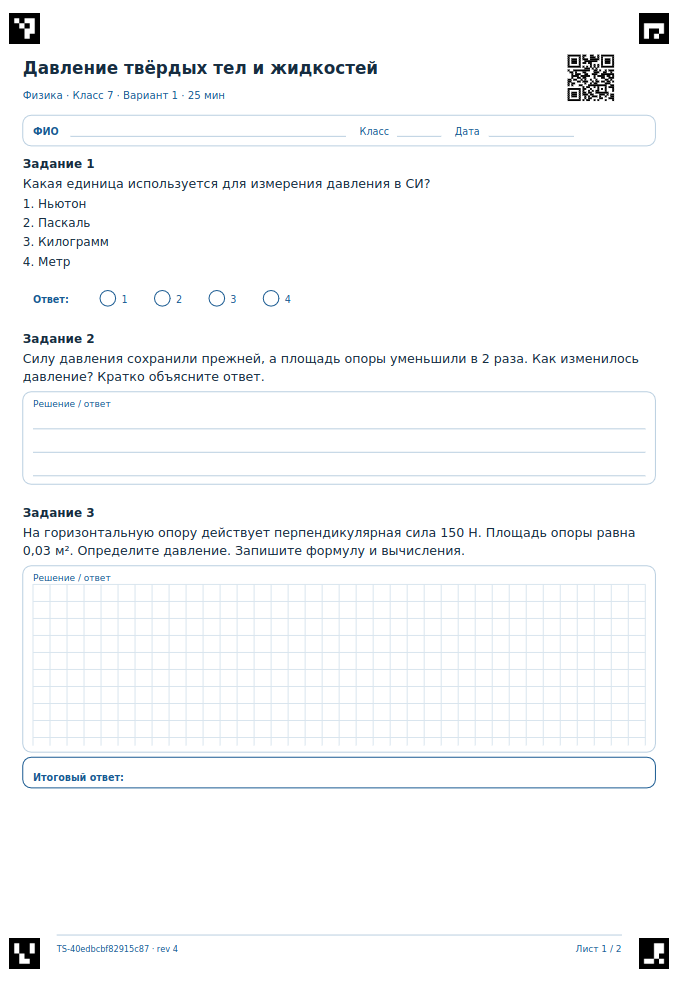 Давление твёрдых тел и жидкостей
Физика · Класс 7 · Вариант 1 · 25 мин
ФИО Класс Дата
Задание 1
Какая единица используется для измерения давления в СИ?
1. Ньютон
2. Паскаль
3. Килограмм
4. Метр
Ответ: 1 2 3 4
Задание 2
Силу давления сохранили прежней, а площадь опоры уменьшили в 2 раза. Как изменилось
давление? Кратко объясните ответ.
Решение / ответ
Задание 3
На горизонтальную опору действует перпендикулярная сила 150 Н. Площадь опоры равна
0,03 м². Определите давление. Запишите формулу и вычисления.
Решение / ответ
Итоговый ответ:
TS-40edbcbf82915c87 · rev 4 Лист 1 / 2